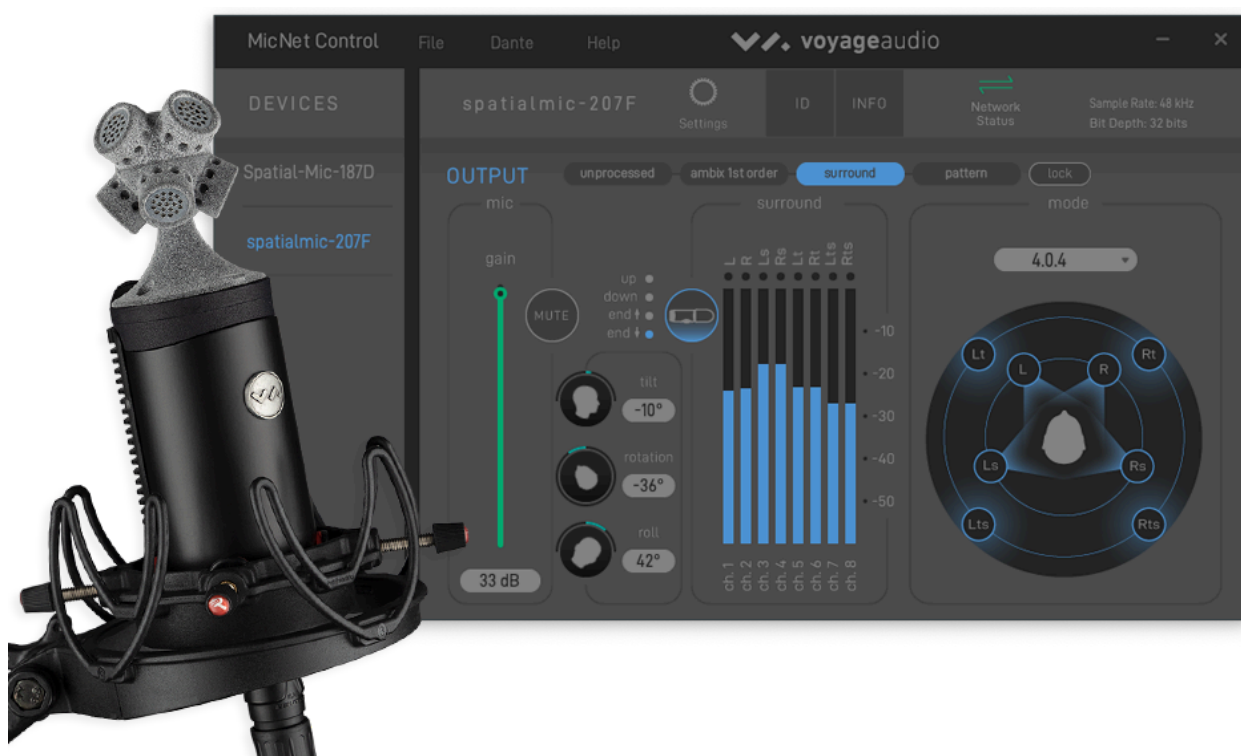 MicNet Control File Dante Help voyageaudio
DEVICES
Spatial-Mic-187D
spatialmic-207F
spatialmic-207F
Settings
ID
INFO
Network
Status
Sample Rate: 48 kHz
Bit Depth: 32 bits
OUTPUT
unprocessed
ambix 1st order
surround
pattern
lock
mic
gain
33 dB
MUTE
up
down
end
end
tilt
-10°
rotation
-36°
roll
42°
surround
L
R
Ls
Rs
Lt
Rt
Lts
Rts
-10
-20
-30
-40
-50
ch. 1
ch. 2
ch. 3
ch. 4
ch. 5
ch. 6
ch. 7
ch. 8
mode
4.0.4
Lt
Rt
L
R
Ls
Rs
Lts
Rts